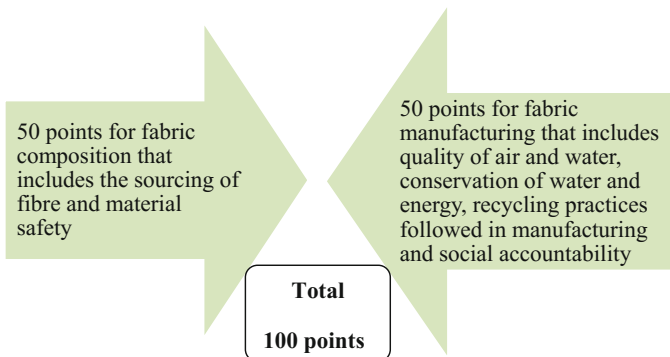 50 points for fabric
composition that
includes the sourcing of
fibre and material
safety
50 points for fabric
manufacturing that includes
quality of air and water,
conservation of water and
energy, recycling practices
followed in manufacturing
and social accountability
Total
100 points